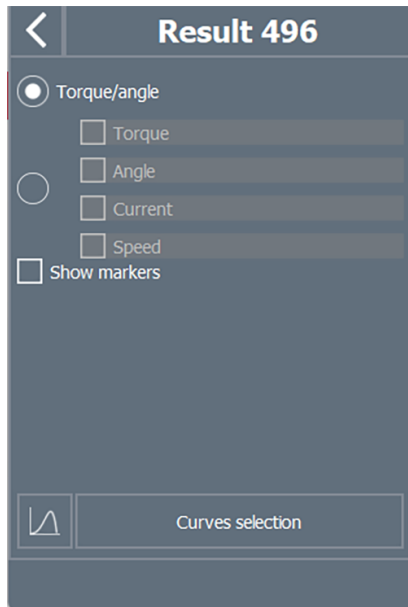 Result 496
Torque/angle
Torque
Angle
Current
Speed
Show markers
Curves selection